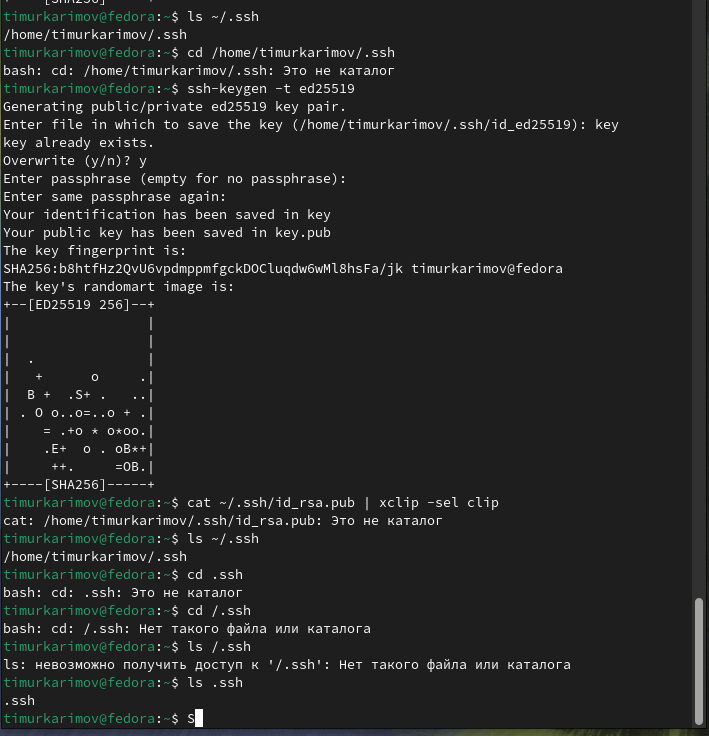 +----[SHA256]-----+
timurkarimov@fedora:~$ ls ~/.ssh
/home/timurkarimov/.ssh
timurkarimov@fedora:~$ cd /home/timurkarimov/.ssh
bash: cd: /home/timurkarimov/.ssh: Это не каталог
timurkarimov@fedora:~$ ssh-keygen -t ed25519
Generating public/private ed25519 key pair.
Enter file in which to save the key (/home/timurkarimov/.ssh/id_ed25519): key
key already exists.
Overwrite (y/n)? y
Enter passphrase (empty for no passphrase):
Enter same passphrase again:
Your identification has been saved in key
Your public key has been saved in key.pub
The key fingerprint is:
SHA256:b8htfHz2QvU6vpdmppmfgckDOCluqdw6wMl8hsFa/jk timurkarimov@fedora
The key's randomart image is:
+--[ED25519 256]--+
|                 |
|                 |
|  .              |
|   +      o     .|
|  B +  .S+ .   ..|
| . O o..o=..o + .|
|    = .+o * o*oo.|
|    .E+  o . oB*+|
|     ++.     =OB.|
+----[SHA256]-----+
timurkarimov@fedora:~$ cat ~/.ssh/id_rsa.pub | xclip -sel clip
cat: /home/timurkarimov/.ssh/id_rsa.pub: Это не каталог
timurkarimov@fedora:~$ ls ~/.ssh
/home/timurkarimov/.ssh
timurkarimov@fedora:~$ cd .ssh
bash: cd: .ssh: Это не каталог
timurkarimov@fedora:~$ cd /.ssh
bash: cd: /.ssh: Нет такого файла или каталога
timurkarimov@fedora:~$ ls /.ssh
ls: невозможно получить доступ к '/.ssh': Нет такого файла или каталога
timurkarimov@fedora:~$ ls .ssh
.ssh
timurkarimov@fedora:~$ S